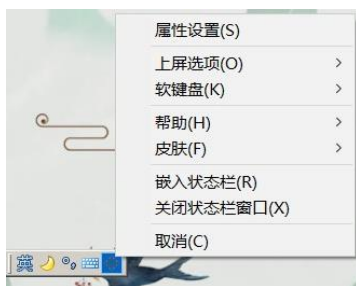 属性设置(S)
上屏选项(O)
软键盘(K)
帮助(H)
皮肤(F)
嵌入状态栏(R)
关闭状态栏窗口(X)
取消(C)
英